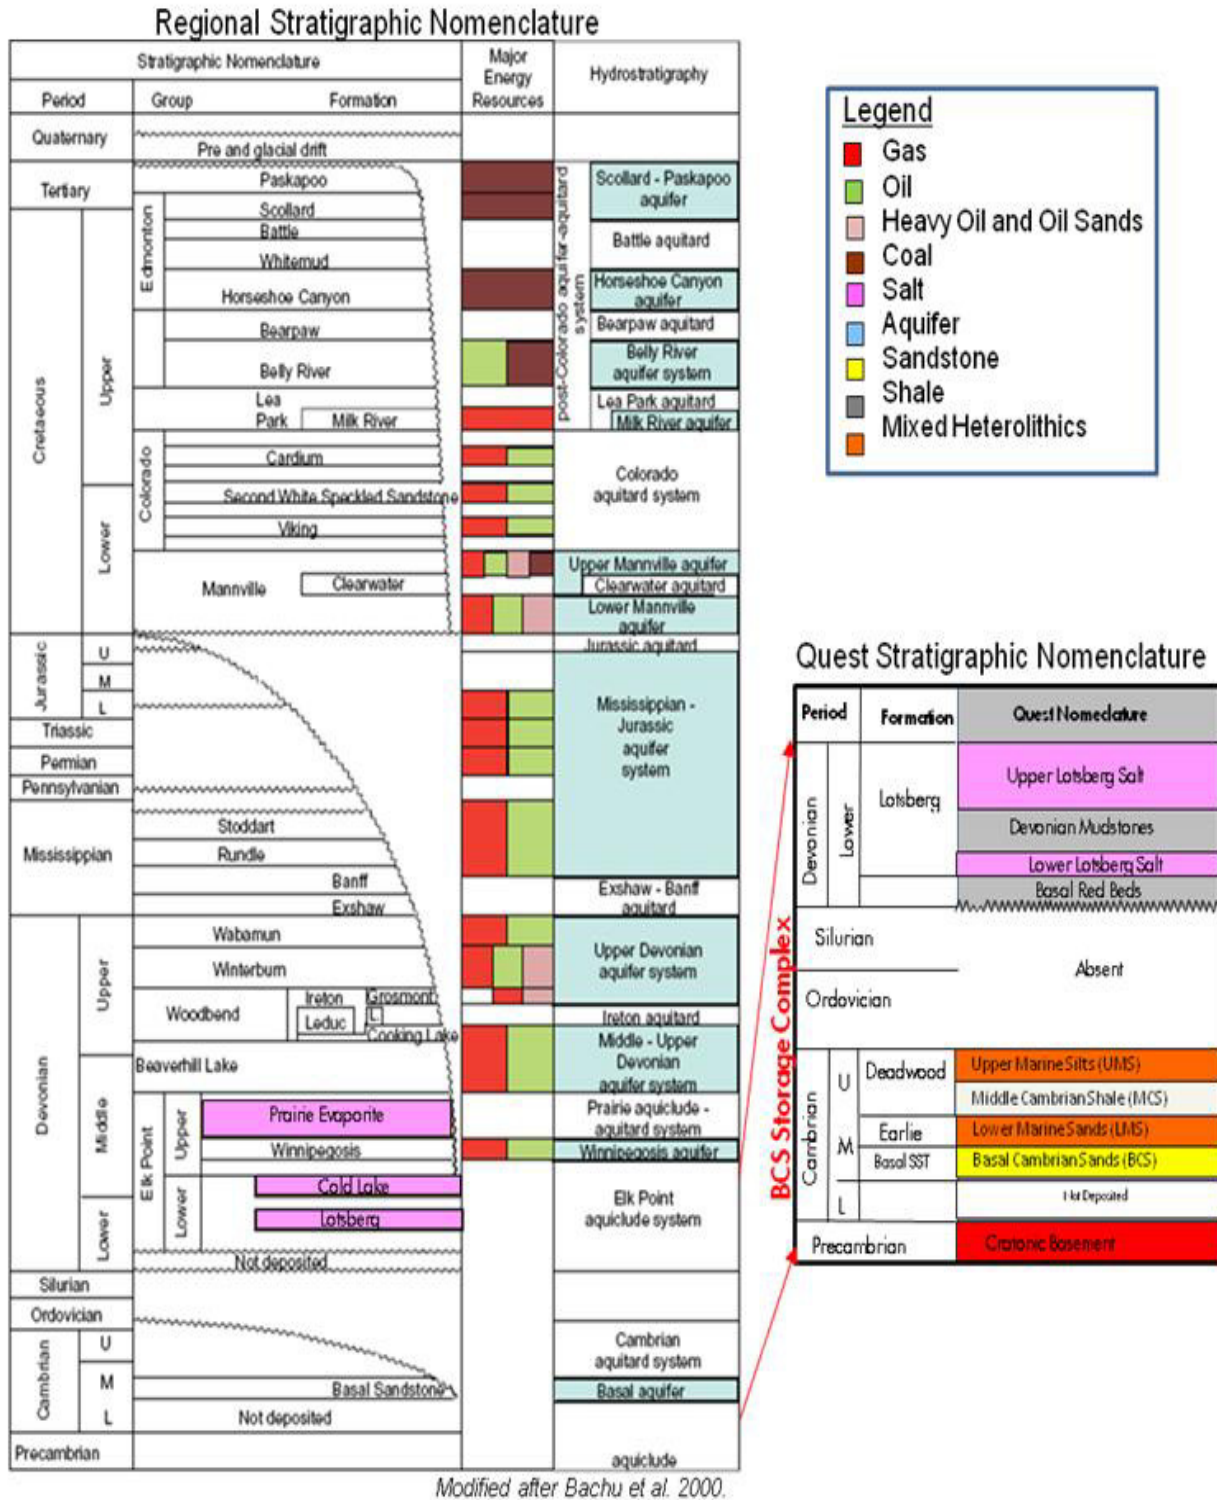 Regional Stratigraphic Nomenclature
Stratigraphic Nomenclature
Major
Energy
Resources
Hydrostratigraphy
Period
Group
Formation
Quaternary
Pre and glacial drift
Tertiary
Paskapoo
Scollard - Paskapoo
aquifer
Edmonton
Scollard
Battle
Battle aquitard
Whitemud
Horseshoe Canyon
Horseshoe Canyon
aquifer
post-Colorado aquifer-aquitard
system
Cretaeous
Upper
Bearpaw
Bearpaw aquitard
Belly River
Belly River
aquifer system
Lea
Park
Milk River
Lea Park aquitard
Milk River aquifer
Colorado
Cardium
Colorado
aquitard system
Lower
Second White Speckled Sandstone
Viking
Mannville
Clearwater
Upper Mannville aquifer
Clearwater aquitard
Lower Mannville
aquifer
Jurassic
U
M
L
Jurassic aquitard
Mississippian -
Jurassic
aquifer
system
Triassic
Permian
Pennsylvanian
Mississippian
Stoddart
Rundle
Banff
Exshaw
Exshaw - Banff
aquitard
Devonian
Upper
Wabamun
Winterburn
Upper Devonian
aquifer system
Woodbend
Ireton
Grosmont
Leduc
L
Cooking Lake
Ireton aquitard
Beaverhill Lake
Middle - Upper
Devonian
aquifer system
Middle
Elk Point
Upper
Prairie Evaporite
Prairie aquiclude -
aquitard system
Winnipegosis
Winnipegosis aquifer
Lower
Lower
Cold Lake
Lotsberg
Elk Point
aquiclude system
Not deposited
Silurian
Ordovician
Cambrian
U
M
L
Cambrian
aquitard system
Basal Sandstone
Basal aquifer
Not deposited
Precambrian
aquiclude
Modified after Bachu et al. 2000.
Legend
Gas
Oil
Heavy Oil and Oil Sands
Coal
Salt
Aquifer
Sandstone
Shale
Mixed Heterolithics
Quest Stratigraphic Nomenclature
BCS Storage Complex
Period
Formation
Quest Nomeclature
Devonian
Lower
Lotsberg
Upper Lotsberg Salt
Devonian Mudstones
Lower Lotsberg Salt
Basal Red Beds
Silurian
Absent
Ordovician
Cambrian
U
M
L
Deadwood
Upper Marine Silts (UMS)
Middle Cambrian Shale (MCS)
Earlie
Lower Marine Sands (LMS)
Basal SST
Basal Cambrian Sands (BCS)
Not Deposited
Precambrian
Cratonic Basement